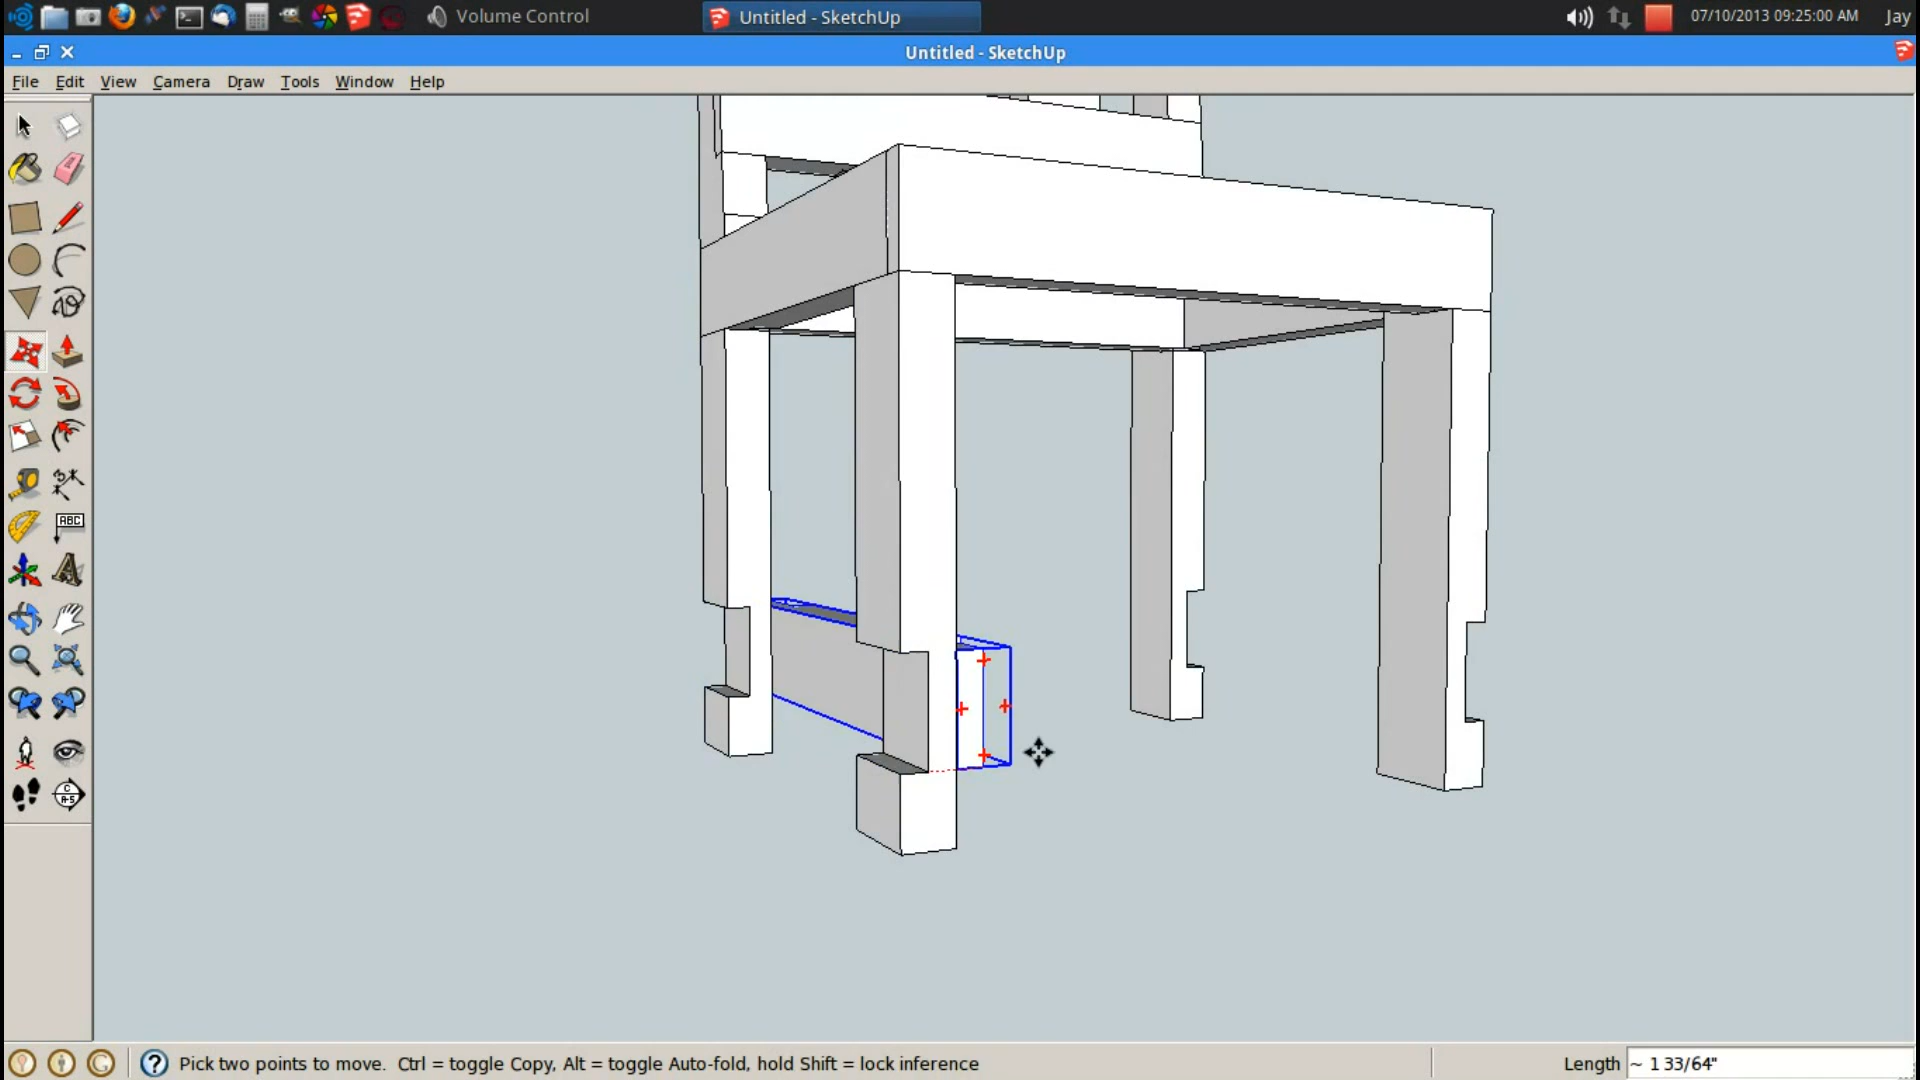 Volume Control
Untitled - SketchUp
07/10/2013 09:25:00 AM
Jay
Untitled - SketchUp
File Edit View Camera Draw Tools Window Help
ABC
A
C
A-5
Pick two points to move. Ctrl = toggle Copy, Alt = toggle Auto-fold, hold Shift = lock inference
Length ~ 1 33/64"